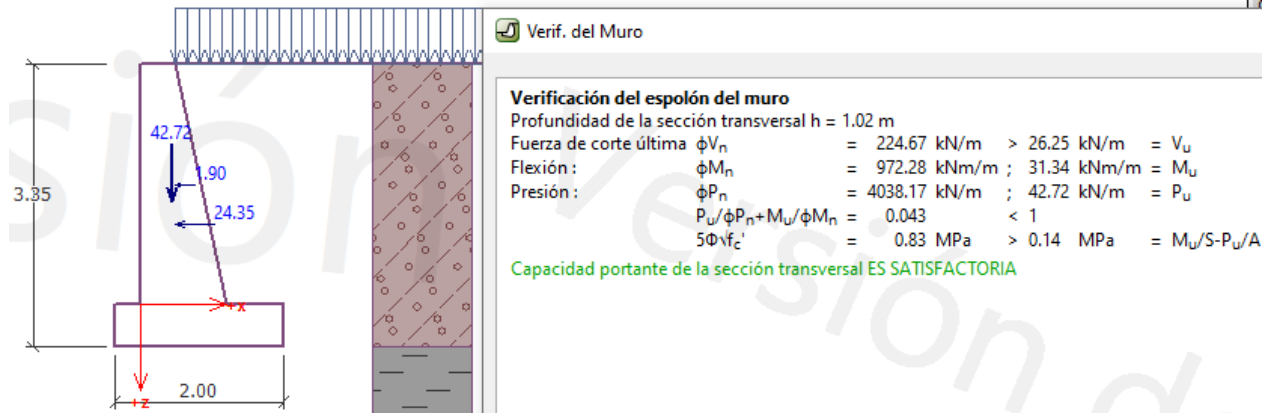 Verif. del Muro
Verificación del espolón del muro
Profundidad de la sección transversal h = 1.02 m
Fuerza de corte última ϕVn = 224.67 kN/m > 26.25 kN/m = Vu
Flexión : ϕMn = 972.28 kNm/m ; 31.34 kNm/m = Mu
Presión : ϕPn = 4038.17 kN/m ; 42.72 kN/m = Pu
Pu/ϕPn+Mu/ϕMn = 0.043 < 1
5Φ√fc' = 0.83 MPa > 0.14 MPa = Mu/S-Pu/A
Capacidad portante de la sección transversal ES SATISFACTORIA
42.72
1.90
24.35
3.35
+x
2.00
+z
Versión d